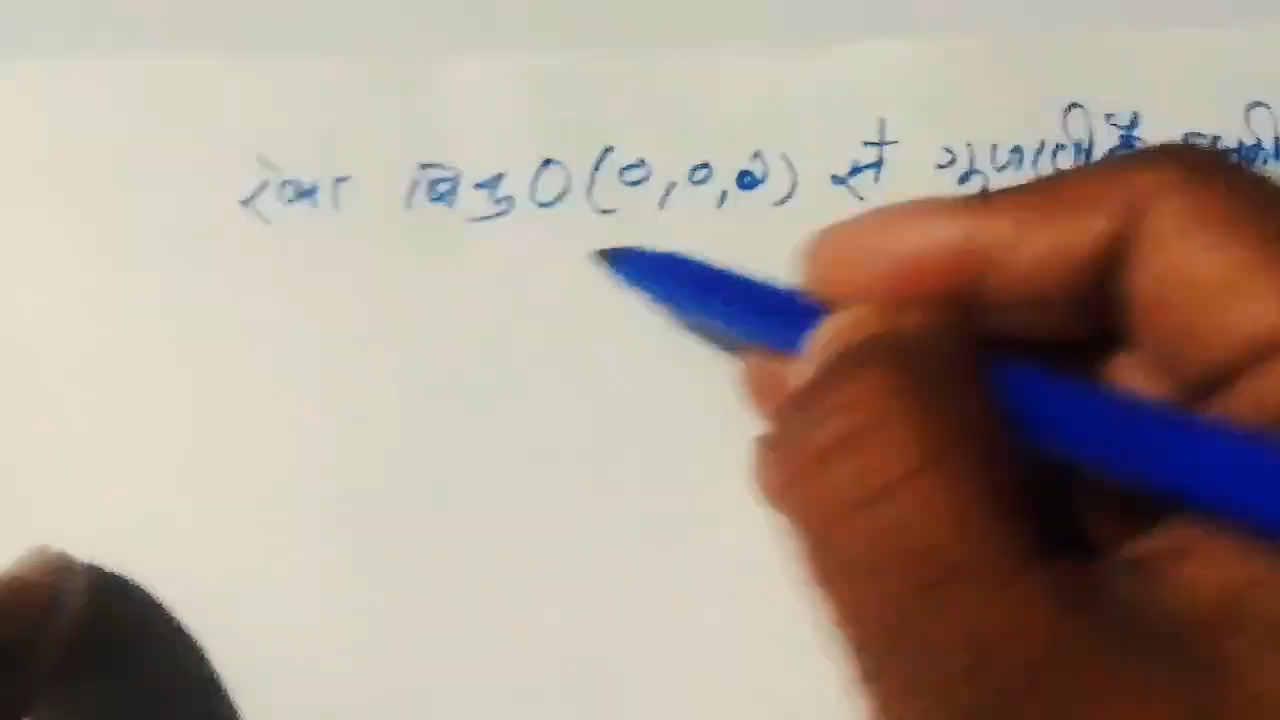 रेखा बिन्दु O(0,0,0) से गुजरती है